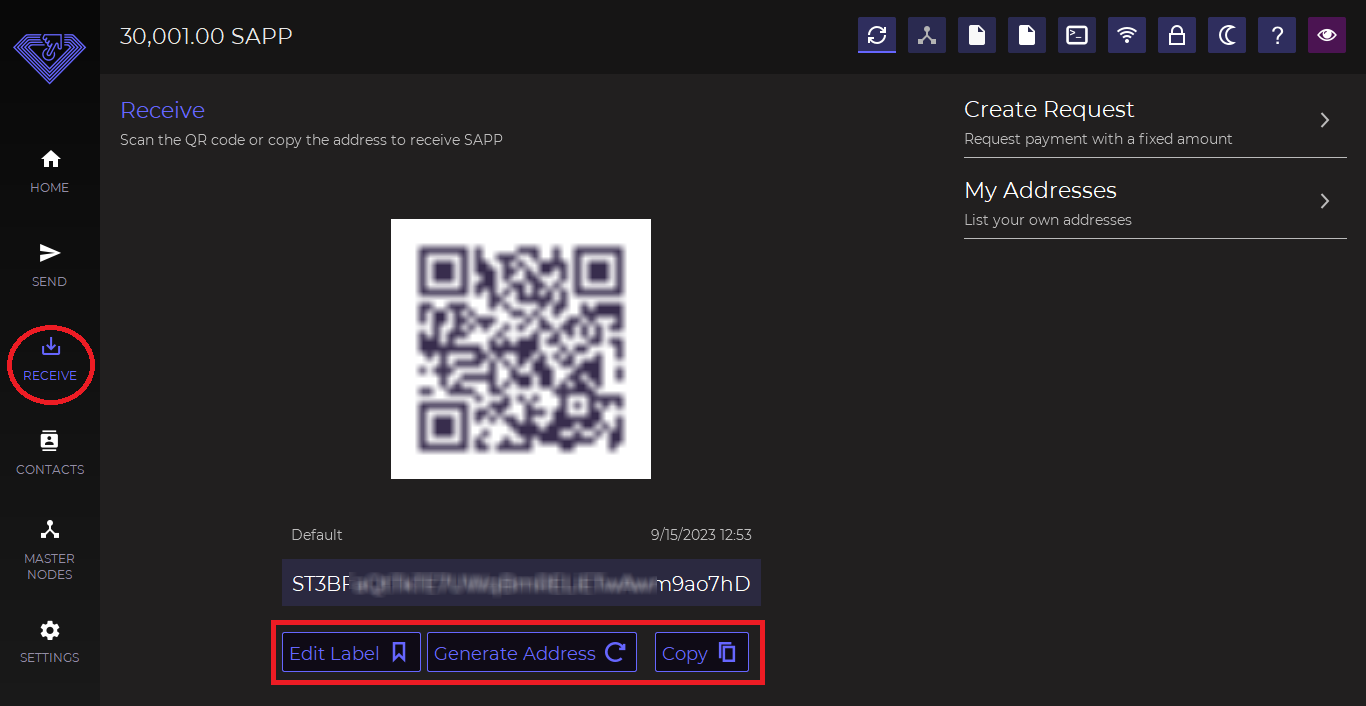 30,001.00 SAPP
HOME
SEND
RECEIVE
CONTACTS
MASTER
NODES
SETTINGS
Receive
Scan the QR code or copy the address to receive SAPP
Default 9/15/2023 12:53
ST3BF m9ao7hD
Edit Label Generate Address Copy
Create Request
Request payment with a fixed amount
My Addresses
List your own addresses